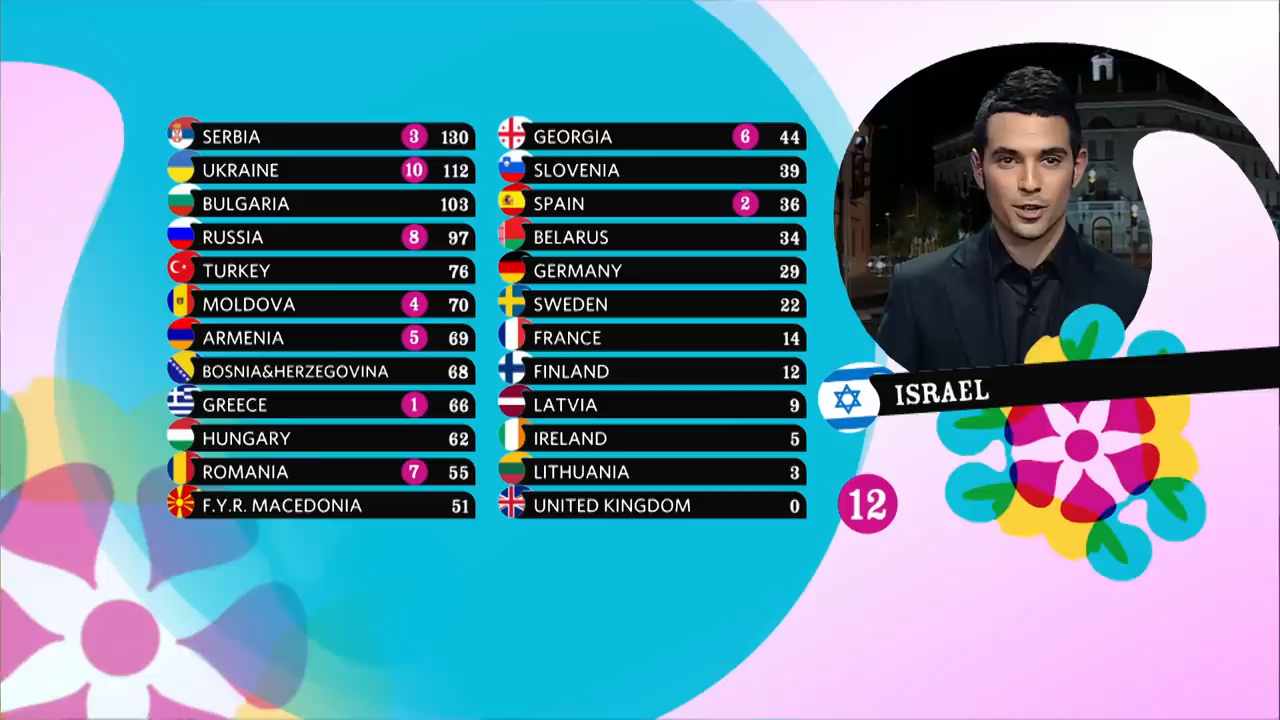 SERBIA 3 130
UKRAINE 10 112
BULGARIA 103
RUSSIA 8 97
TURKEY 76
MOLDOVA 4 70
ARMENIA 5 69
BOSNIA&HERZEGOVINA 68
GREECE 1 66
HUNGARY 62
ROMANIA 7 55
F.Y.R. MACEDONIA 51
GEORGIA 6 44
SLOVENIA 39
SPAIN 2 36
BELARUS 34
GERMANY 29
SWEDEN 22
FRANCE 14
FINLAND 12
LATVIA 9
IRELAND 5
LITHUANIA 3
UNITED KINGDOM 0
ISRAEL
12